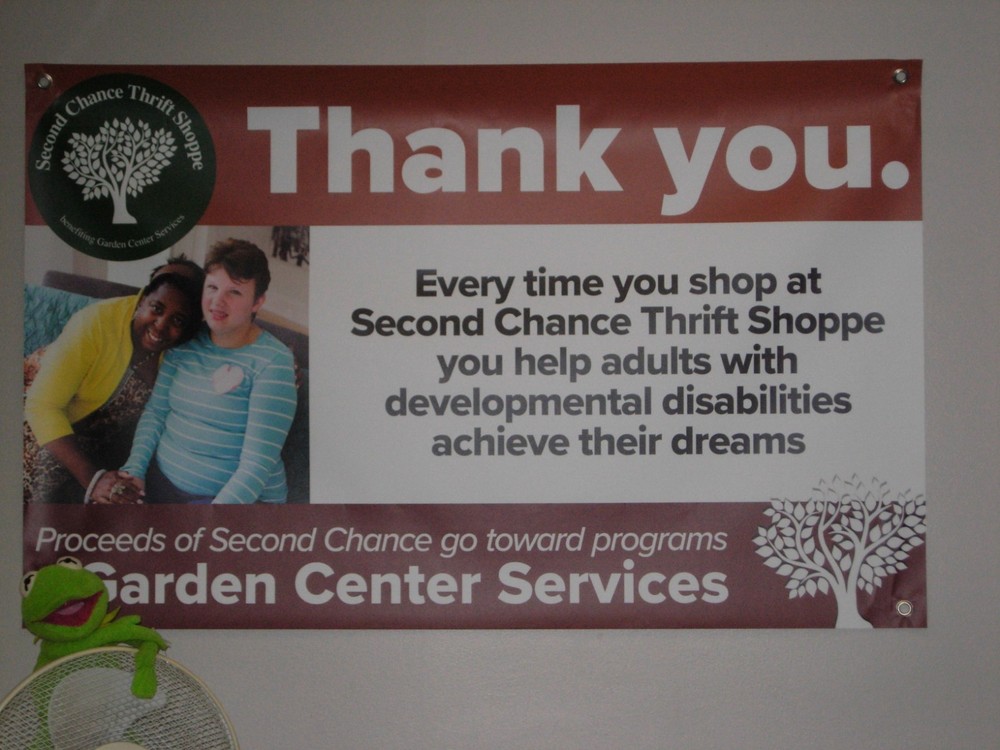 Second Chance Thrift Shoppe
benefiting Garden Center Services
Thank you.
Every time you shop at
Second Chance Thrift Shoppe
you help adults with
developmental disabilities
achieve their dreams
Proceeds of Second Chance go toward programs
Garden Center Services